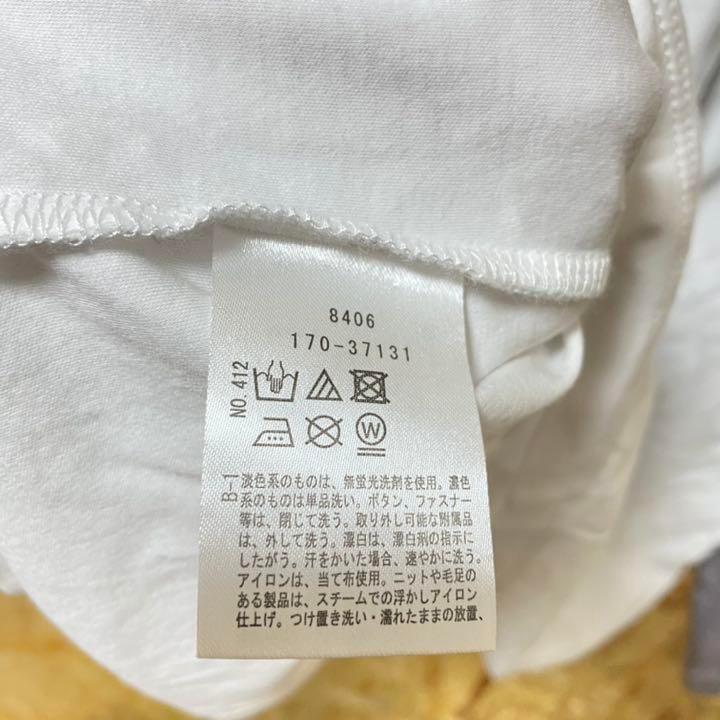 8406
170-37131
NO.412
W
B-1
淡色系のものは、無蛍光洗剤を使用。濃色
系のものは単品洗い。ボタン、ファスナー
等は、閉じて洗う。取り外し可能な附属品
は、外して洗う。漂白は、漂白剤の指示に
したがう。汗をかいた場合、速やかに洗う。
アイロンは、当て布使用。ニットや毛足の
ある製品は、スチームでの浮かしアイロン
仕上げ。つけ置き洗い・濡れたままの放置、